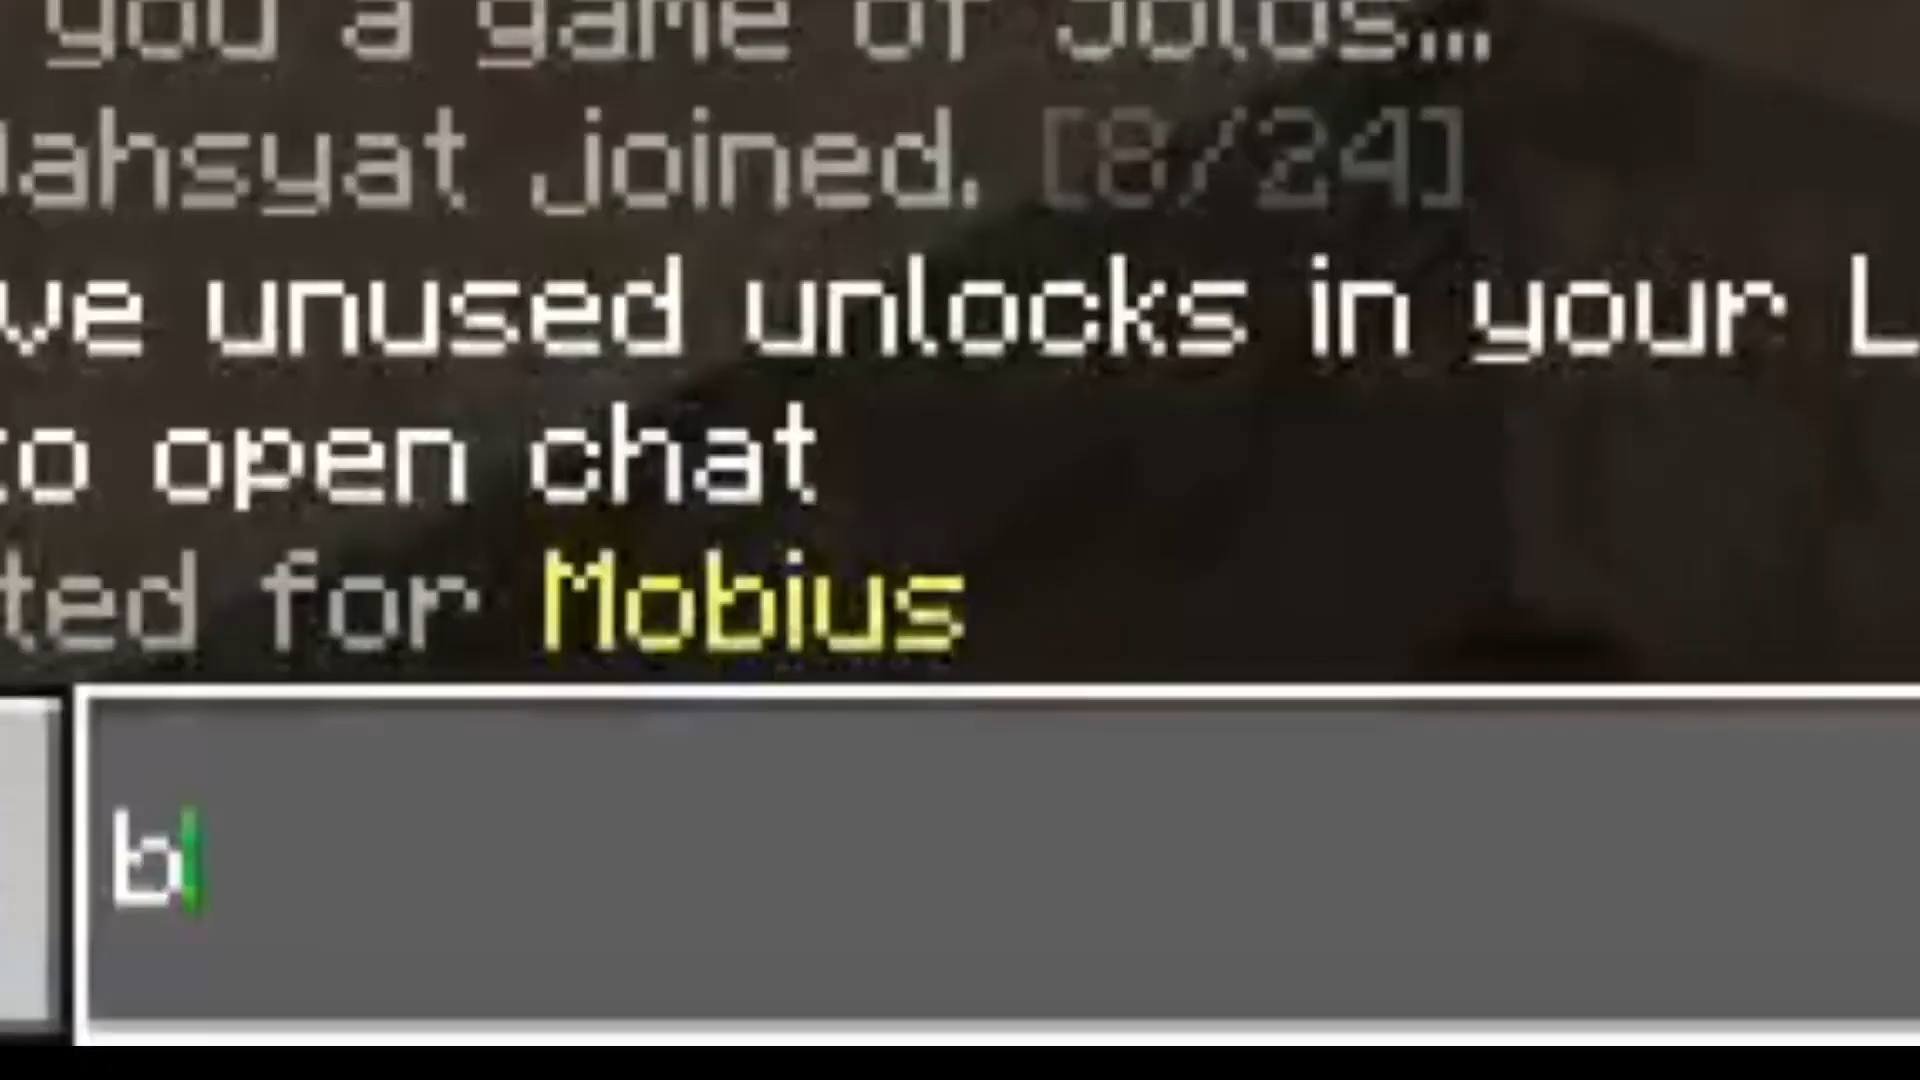 you a game of Solos...
ahsyat joined. [8/24]
ve unused unlocks in your L
to open chat
ted for Mobius
b